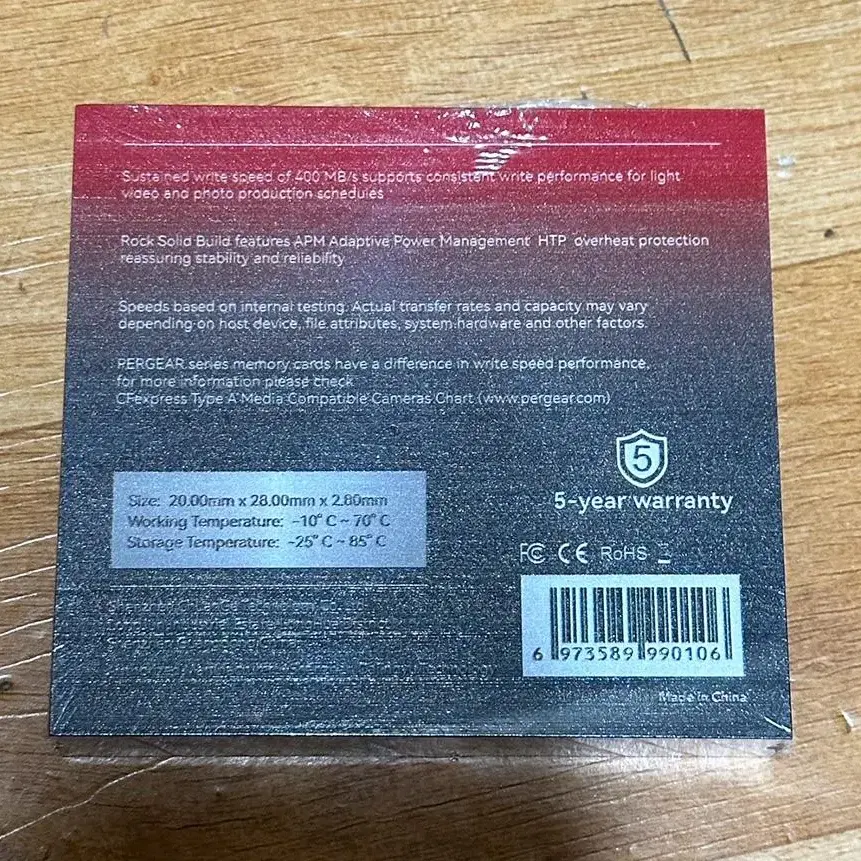 Sustained write speed of 400 MB/s supports consistent write performance for light
video and photo production schedules
Rock Solid Build features APM Adaptive Power Management HTP overheat protection
reassuring stability and reliability
Speeds based on internal testing. Actual transfer rates and capacity may vary
depending on host device, file attributes, system hardware and other factors.
PERGEAR series memory cards have a difference in write speed performance,
for more information please check
CFexpress Type A Media Compatible Cameras Chart (www.pergear.com)
5
5-year warranty
Size: 20.00mm x 28.00mm x 2.80mm
Working Temperature: -10° C ~ 70° C
Storage Temperature: -25° C ~ 85° C
FC CE RoHS
6 973589 990106
Made in China